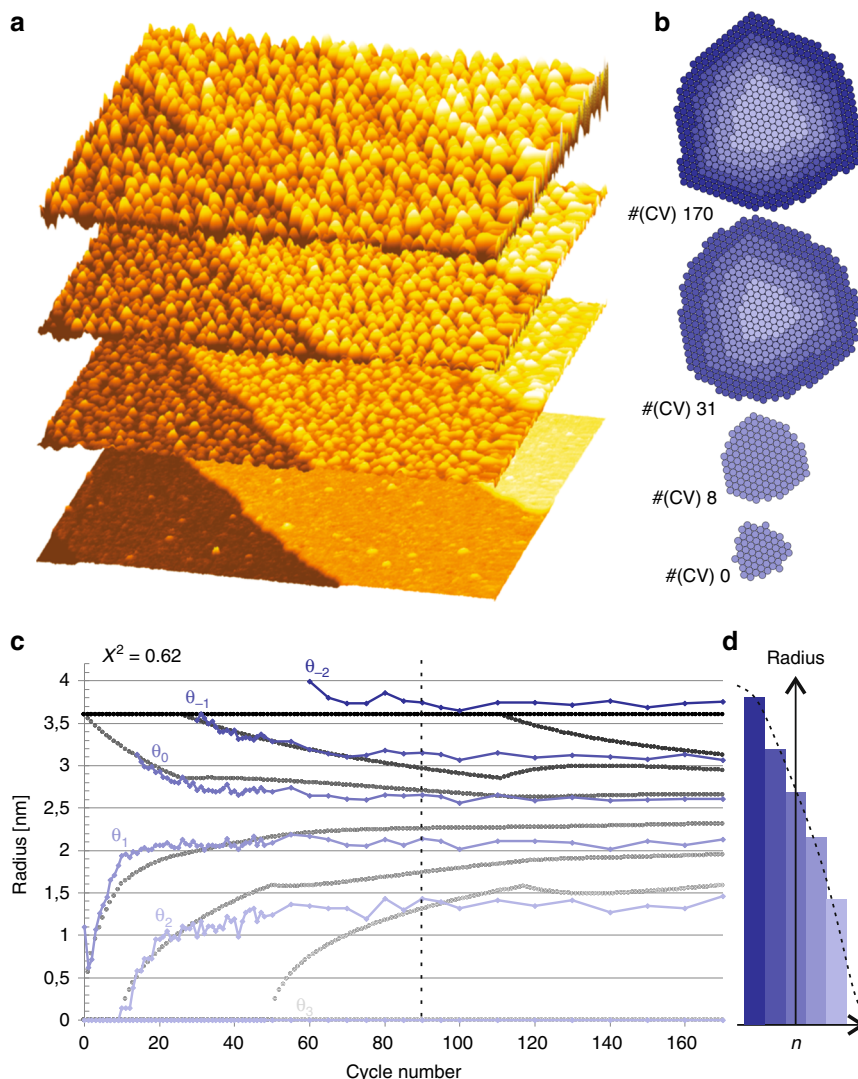 a
b
#(CV) 170
#(CV) 31
#(CV) 8
#(CV) 0
c
X² = 0.62
θ₋₂
θ₋₁
θ₀
θ₁
θ₂
θ₃
4
3,5
3
2,5
2
1,5
1
0,5
0
Radius [nm]
0 20 40 60 80 100 120 140 160
Cycle number
d
Radius
n